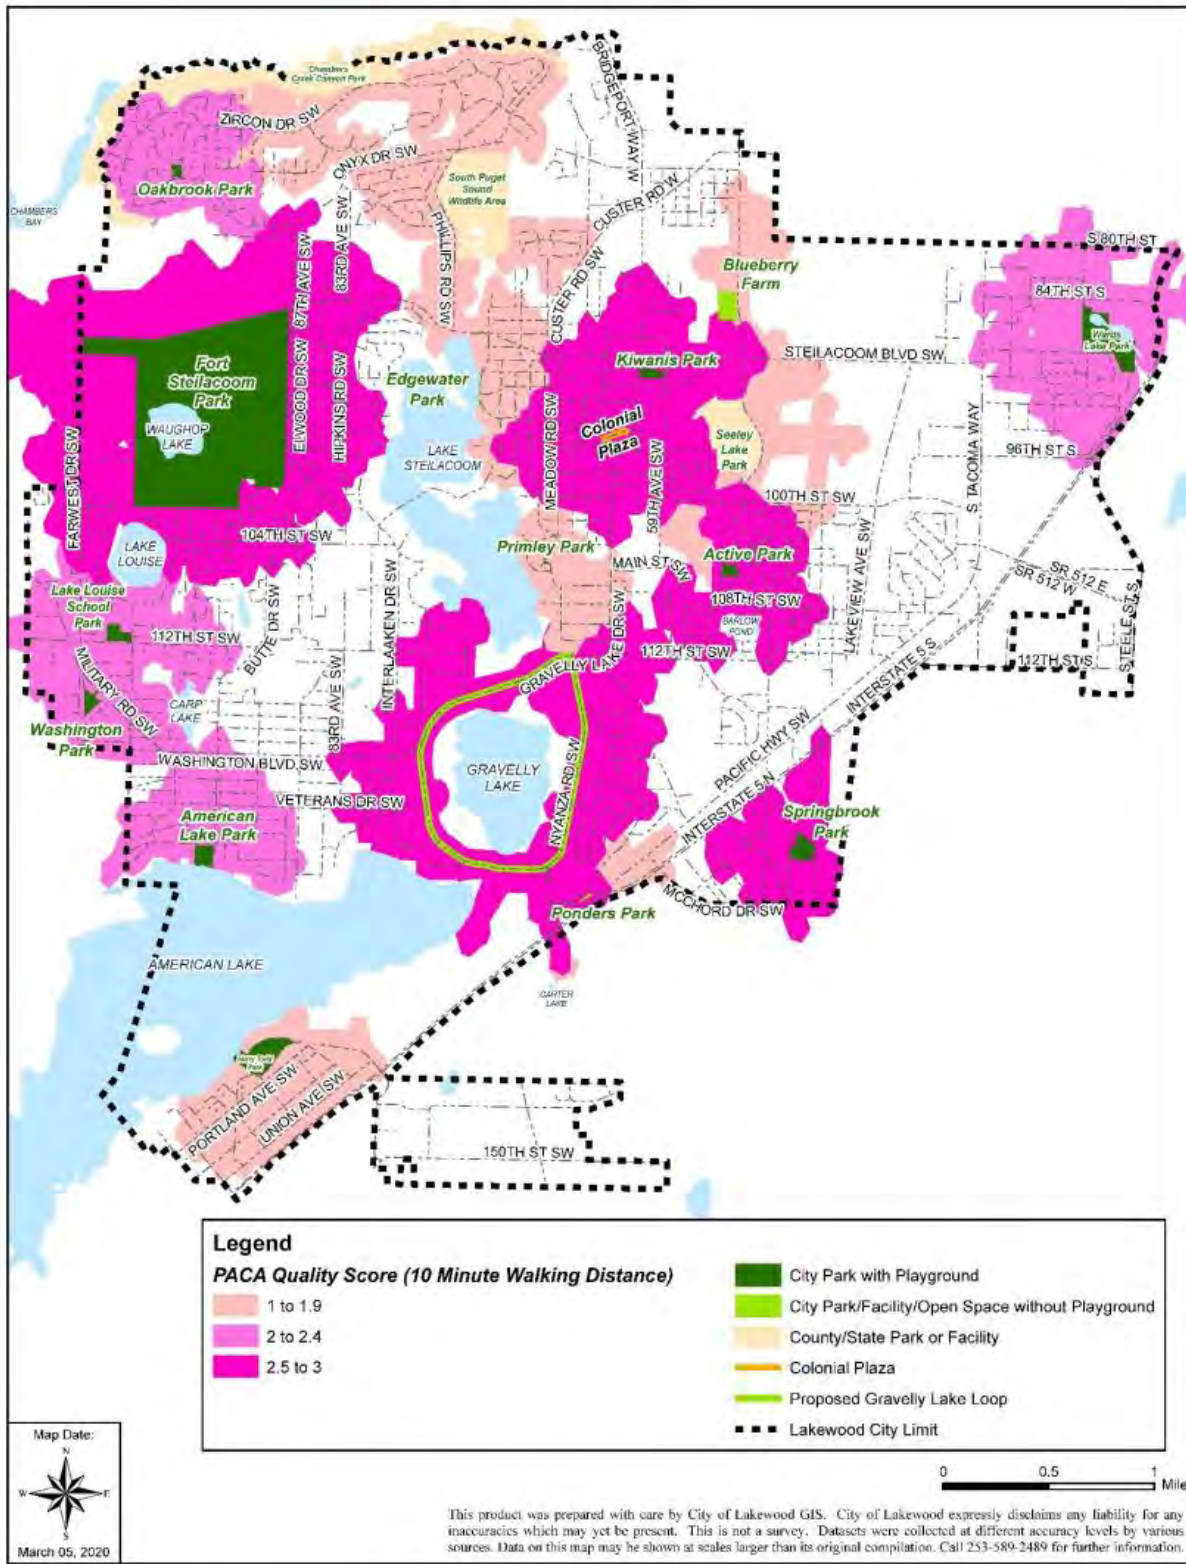 Chambers
Creek Canyon Park
BRIDGEPORT WAY W
ZIRCON DR SW
ONYX DR SW
Oakbrook Park
South Puget
Sound
Wildlife Area
CUSTER RD W
CHAMBERS
BAY
83RD AVE SW
PHILLIPS RD SW
87TH AVE SW
CUSTER RD SW
Blueberry
Farm
S 80TH ST
84TH ST S
Wards
Lake Park
Fort
Steilacoom
Park
WAUGHOP
LAKE
ELWOOD DR SW
HIPKINS RD SW
Edgewater
Park
Kiwanis Park
STEILACOOM BLVD SW
Colonial
Plaza
Seeley
Lake
Park
LAKE
STEILACOOM
MEADOW RD SW
59TH AVE SW
S TACOMA WAY
96TH ST S
FARWEST DR SW
100TH ST SW
104TH ST SW
LAKE
LOUISE
Primley Park
MAIN ST SW
Active Park
LAKEVIEW AVE SW
SR 512 E
SR 512 W
Lake Louise
School
Park
112TH ST SW
BUTTE DR SW
INTERLAAKEN DR SW
108TH ST SW
BARLOW
POND
112TH ST SW
GRAVELLY LAKE DR SW
STEELE ST S
112TH ST S
MILITARY RD SW
CARP
LAKE
83RD AVE SW
Washington
Park
WASHINGTON BLVD SW
INTERSTATE 5 S
PACIFIC HWY SW
INTERSTATE 5 N
GRAVELLY
LAKE
NYANZA RD SW
VETERANS DR SW
American
Lake Park
Springbrook
Park
Ponders Park
MCCHORD DR SW
AMERICAN LAKE
CARTER
LAKE
Harry Todd
Park
PORTLAND AVE SW
UNION AVE SW
150TH ST SW
Legend
PACA Quality Score (10 Minute Walking Distance)
1 to 1.9
2 to 2.4
2.5 to 3
City Park with Playground
City Park/Facility/Open Space without Playground
County/State Park or Facility
Colonial Plaza
Proposed Gravelly Lake Loop
Lakewood City Limit
Map Date:
N
W E
S
March 05, 2020
0 0.5 1
Mile
This product was prepared with care by City of Lakewood GIS. City of Lakewood expressly disclaims any liability for any
inaccuracies which may yet be present. This is not a survey. Datasets were collected at different accuracy levels by various
sources. Data on this map may be shown at scales larger than its original compilation. Call 253-589-2489 for further information.